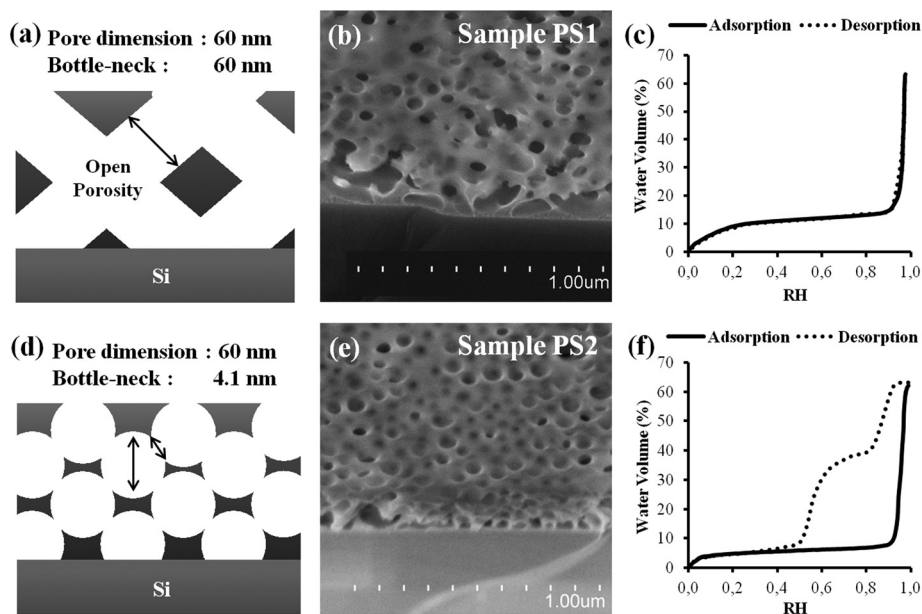 (a) Pore dimension : 60 nm
Bottle-neck : 60 nm
Open
Porosity
Si
(b) Sample PS1
1.00um
(c) Adsorption Desorption
Water Volume (%)
70
60
50
40
30
20
10
0
0,0 0,2 0,4 0,6 0,8 1,0
RH
(d) Pore dimension : 60 nm
Bottle-neck : 4.1 nm
Si
(e) Sample PS2
1.00um
(f) Adsorption Desorption
Water Volume (%)
70
60
50
40
30
20
10
0
0,0 0,2 0,4 0,6 0,8 1,0
RH